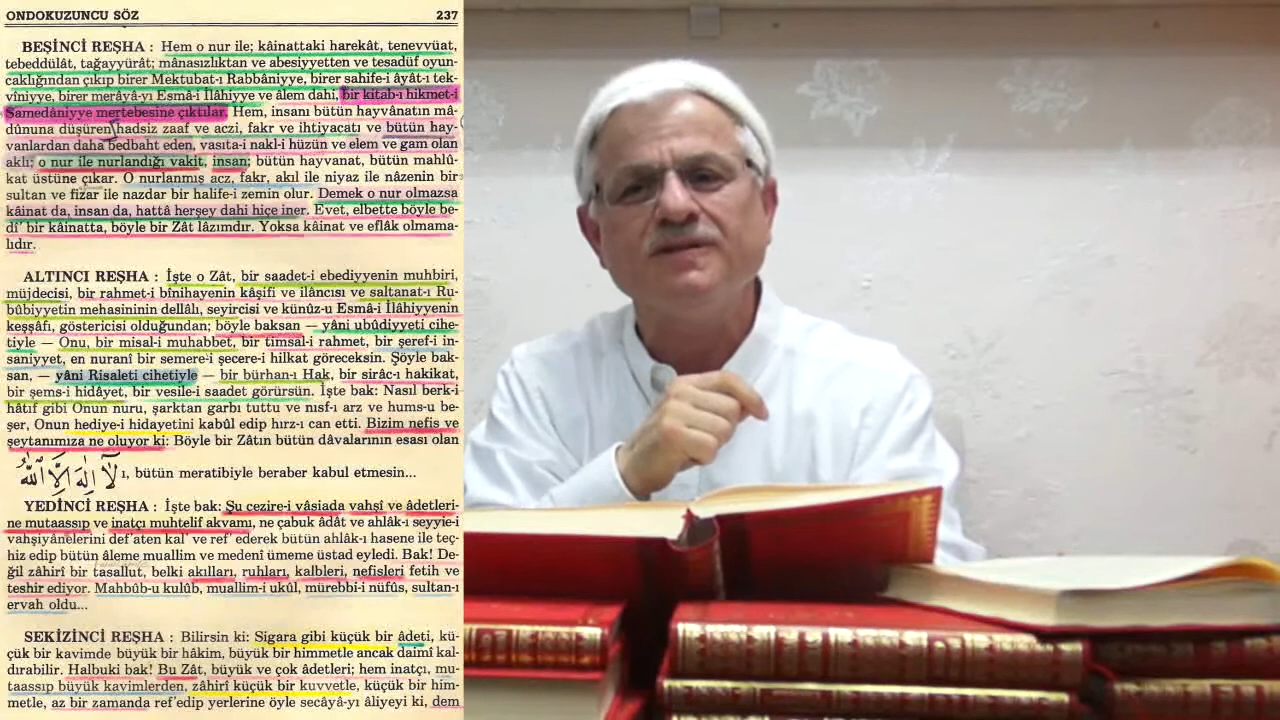 ONDOKUZUNCU SÖZ 237
BEŞİNCİ REŞHA : Hem o nur ile; kâinattaki harekât, tenevvüat,
tebeddülât, tağayyürât; mânasızlıktan ve abesiyyetten ve tesadüf oyun-
caklığından çıkıp birer Mektubat-ı Rabbâniyye, birer sahife-i âyât-ı tek-
vîniyye, birer merâyâ-yı Esmâ-i İlâhiyye ve âlem dahi, bir kitab-ı hikmet-i
Samedâniyye mertebesine çıktılar. Hem, insanı bütün hayvânatın mâ-
dûnuna düşüren hadsiz zaaf ve aczi, fakr ve ihtiyacatı ve bütün hay-
vanlardan daha bedbaht eden, vasıta-i nakl-i hüzün ve elem ve gam olan
aklı; o nur ile nurlandığı vakit, insan; bütün hayvanat, bütün mahlû-
kat üstüne çıkar. O nurlanmış acz, fakr, akıl ile niyaz ile nâzenin bir
sultan ve fîzar ile nazdar bir halife-i zemin olur. Demek o nur olmazsa
kâinat da, insan da, hattâ herşey dahi hiçe iner. Evet, elbette böyle be-
di' bir kâinatta, böyle bir Zât lâzımdır. Yoksa kâinat ve eflâk olmama-
lıdır.
ALTINCI REŞHA : İşte o Zât, bir saadet-i ebediyyenin muhbiri,
müjdecisi, bir rahmet-i bînihayenin kâşifi ve ilâncısı ve saltanat-ı Ru-
bûbiyyetin mehasininin dellâlı, seyircisi ve künûz-u Esmâ-i İlâhiyyenin
keşşâfı, göstericisi olduğundan; böyle baksan — yâni ubûdiyyeti cihe-
tiyle — Onu, bir misal-i muhabbet, bir timsal-i rahmet, bir şeref-i in-
saniyyet, en nuranî bir semere-i şecere-i hilkat göreceksin. Şöyle bak-
san, — yâni Risaleti cihetiyle — bir bürhan-ı Hak, bir sirâc-ı hakikat,
bir şems-i hidâyet, bir vesile-i saadet görürsün. İşte bak: Nasıl berk-i
hâtıf gibi Onun nuru, şarktan garbı tuttu ve nısf-ı arz ve hums-u be-
şer, Onun hediye-i hidayetini kabûl edip hırz-ı can etti. Bizim nefis ve
şeytanımıza ne oluyor ki: Böyle bir Zâtın bütün dâvalarının esası olan
لَآ اِلٰهَ اِلَّا اللّٰهُ ı, bütün meratibiyle beraber kabul etmesin...
YEDİNCİ REŞHA : İşte bak: Şu cezire-i vâsiada vahşî ve âdetleri-
ne mutaassıp ve inatçı muhtelif akvamı, ne çabuk âdât ve ahlâk-ı seyyie-i
vahşiyânelerini def'aten kal' ve ref' ederek bütün ahlâk-ı hasene ile teç-
hiz edip bütün âleme muallim ve medenî ümeme üstad eyledi. Bak! De-
ğil zâhirî bir tasallut, belki akılları, ruhları, kalbleri, nefisleri fetih ve
teshir ediyor. Mahbûb-u kulûb, muallim-i ukûl, mürebbi-i nüfûs, sultan-ı
ervah oldu...
SEKİZİNCİ REŞHA : Bilirsin ki: Sigara gibi küçük bir âdeti, kü-
çük bir kavimde büyük bir hâkim, büyük bir himmetle ancak daimî kal-
dırabilir. Halbuki bak! Bu Zât, büyük ve çok âdetleri; hem inatçı, mu-
taassıp büyük kavimlerden, zâhirî küçük bir kuvvetle, küçük bir him-
metle, az bir zamanda ref'edip yerlerine öyle secâyâ-yı âliyeyi ki, dem